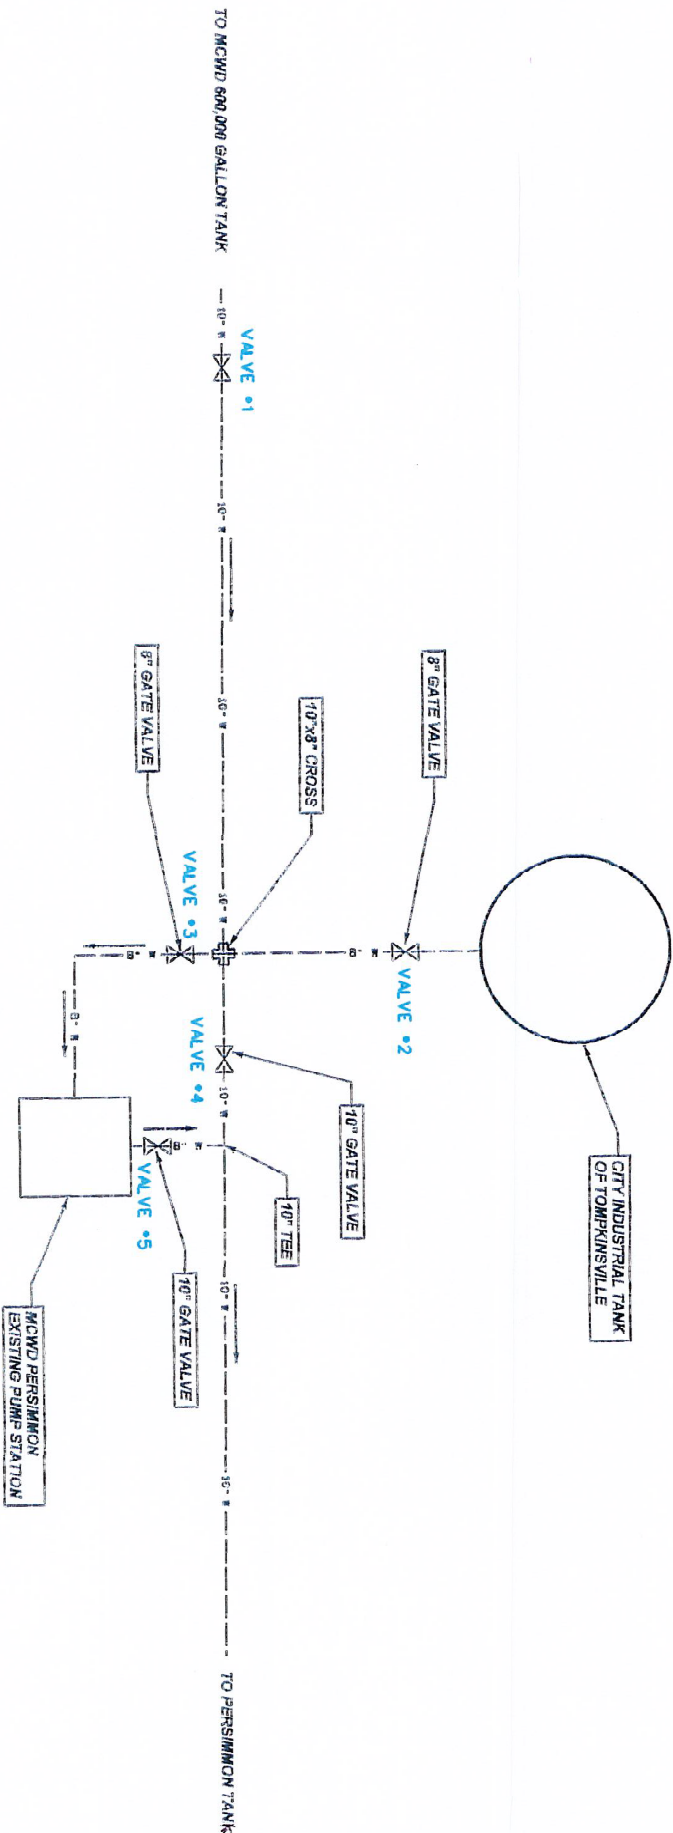 CITY INDUSTRIAL TANK
OF TOMPKINSVILLE
8" GATE VALVE
VALVE #2
8"W
10"x8" CROSS
10" GATE VALVE
10" TEE
TO MCWD 600,000 GALLON TANK
VALVE #1
10"W
10"W
10"W
10"W
10"W
10"W
10"W
TO PERSIMMON TANK
VALVE #3
VALVE #4
8" GATE VALVE
8"W
8"W
8"W
VALVE #5
10" GATE VALVE
MCWD PERSIMMON
EXISTING PUMP STATION